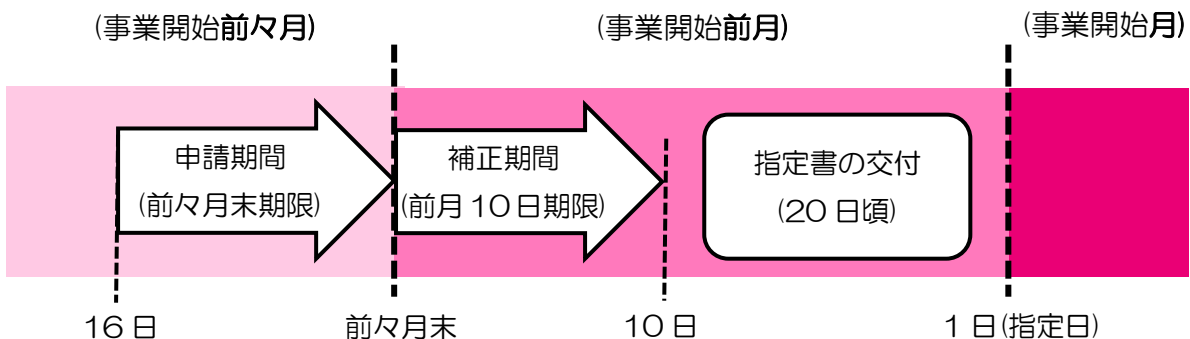 (事業開始前々月)
(事業開始前月)
(事業開始月)
申請期間
(前々月末期限)
補正期間
(前月10日期限)
指定書の交付
(20日頃)
16日
前々月末
10日
1日(指定日)